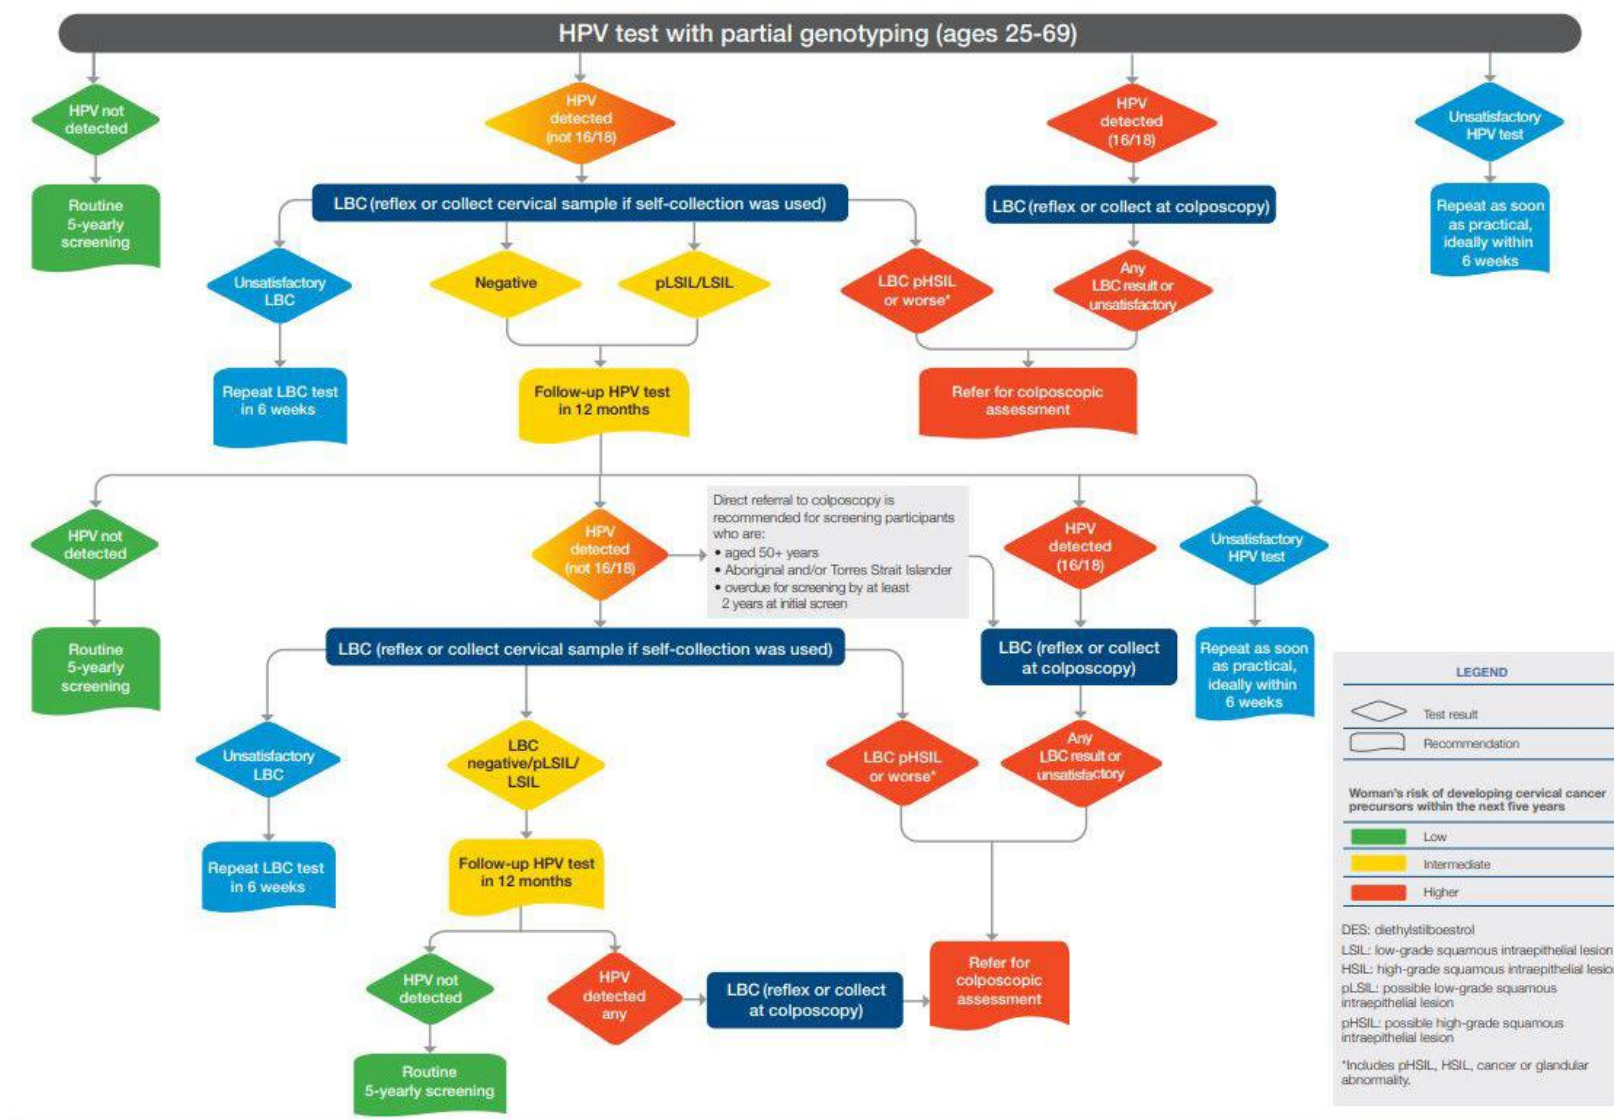 HPV test with partial genotyping (ages 25-69)
HPV not
detected
HPV
detected
(not 16/18)
HPV
detected
(16/18)
Unsatisfactory
HPV test
Routine
5-yearly
screening
LBC (reflex or collect cervical sample if self-collection was used)
LBC (reflex or collect at colposcopy)
Repeat as soon
as practical,
ideally within
6 weeks
Unsatisfactory
LBC
Negative
pLSIL/LSIL
LBC pHSIL
or worse*
Any
LBC result or
unsatisfactory
Repeat LBC test
in 6 weeks
Follow-up HPV test
in 12 months
Refer for colposcopic
assessment
HPV not
detected
HPV
detected
(not 16/18)
Direct referral to colposcopy is
recommended for screening participants
who are:
• aged 50+ years
• Aboriginal and/or Torres Strait Islander
• overdue for screening by at least
2 years at initial screen
HPV
detected
(16/18)
Unsatisfactory
HPV test
Routine
5-yearly
screening
LBC (reflex or collect cervical sample if self-collection was used)
LBC (reflex or collect
at colposcopy)
Repeat as soon
as practical,
ideally within
6 weeks
Unsatisfactory
LBC
LBC
negative/pLSIL/
LSIL
LBC pHSIL
or worse*
Any
LBC result or
unsatisfactory
Repeat LBC test
in 6 weeks
Follow-up HPV test
in 12 months
HPV not
detected
HPV
detected
any
LBC (reflex or collect
at colposcopy)
Refer for
colposcopic
assessment
Routine
5-yearly screening
LEGEND
Test result
Recommendation
Woman's risk of developing cervical cancer
precursors within the next five years
Low
Intermediate
Higher
DES: diethylstilboestrol
LSIL: low-grade squamous intraepithelial lesion
HSIL: high-grade squamous intraepithelial lesio
pLSIL: possible low-grade squamous
intraepithelial lesion
pHSIL: possible high-grade squamous
intraepithelial lesion
*Includes pHSIL, HSIL, cancer or glandular
abnormality.